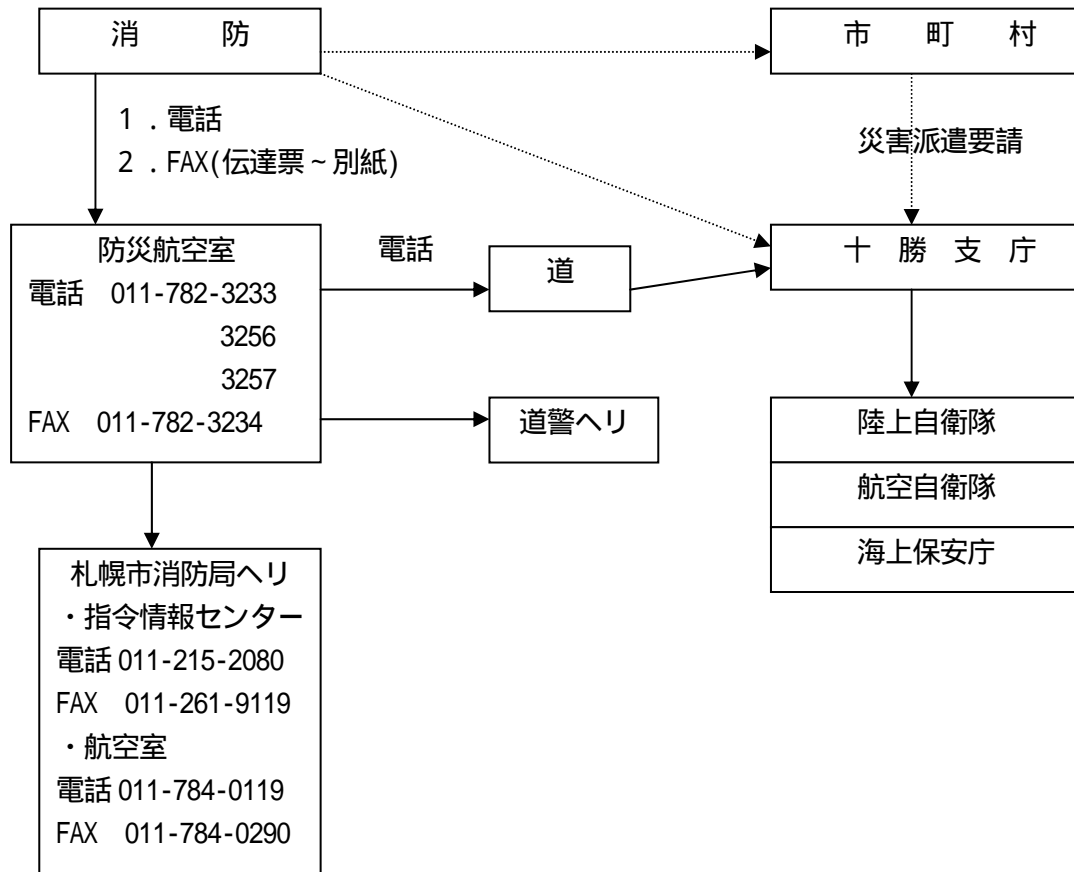 消　　防
市　町　村
１．電話
２．FAX(伝達票～別紙)
災害派遣要請
防災航空室
電話　011-782-3233
3256
3257
FAX　011-782-3234
電話
道
十　勝　支　庁
道警ヘリ
陸上自衛隊
航空自衛隊
海上保安庁
札幌市消防局ヘリ
・指令情報センター
電話 011-215-2080
FAX　011-261-9119
・航空室
電話 011-784-0119
FAX　011-784-0290